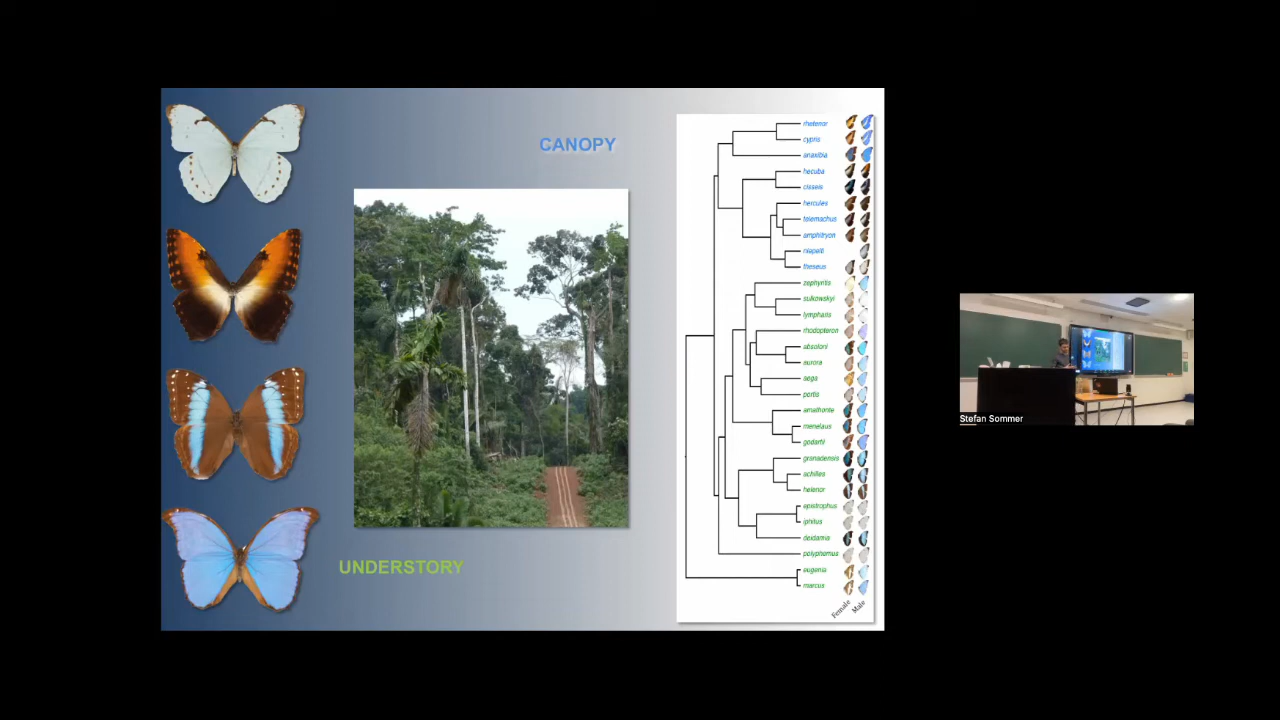 CANOPY
UNDERSTORY
rhetenor
cypris
anaxibia
hecuba
cisseis
hercules
telemachus
amphitryon
niepelti
theseus
zephyritis
sulkowskyi
lympharis
rhodopteron
absoloni
aurora
aega
portis
amathonte
menelaus
godartii
granadensis
achilles
helenor
epistrophus
iphitus
deidamia
polyphemus
eugenia
marcus
Female
Male
Stefan Sommer